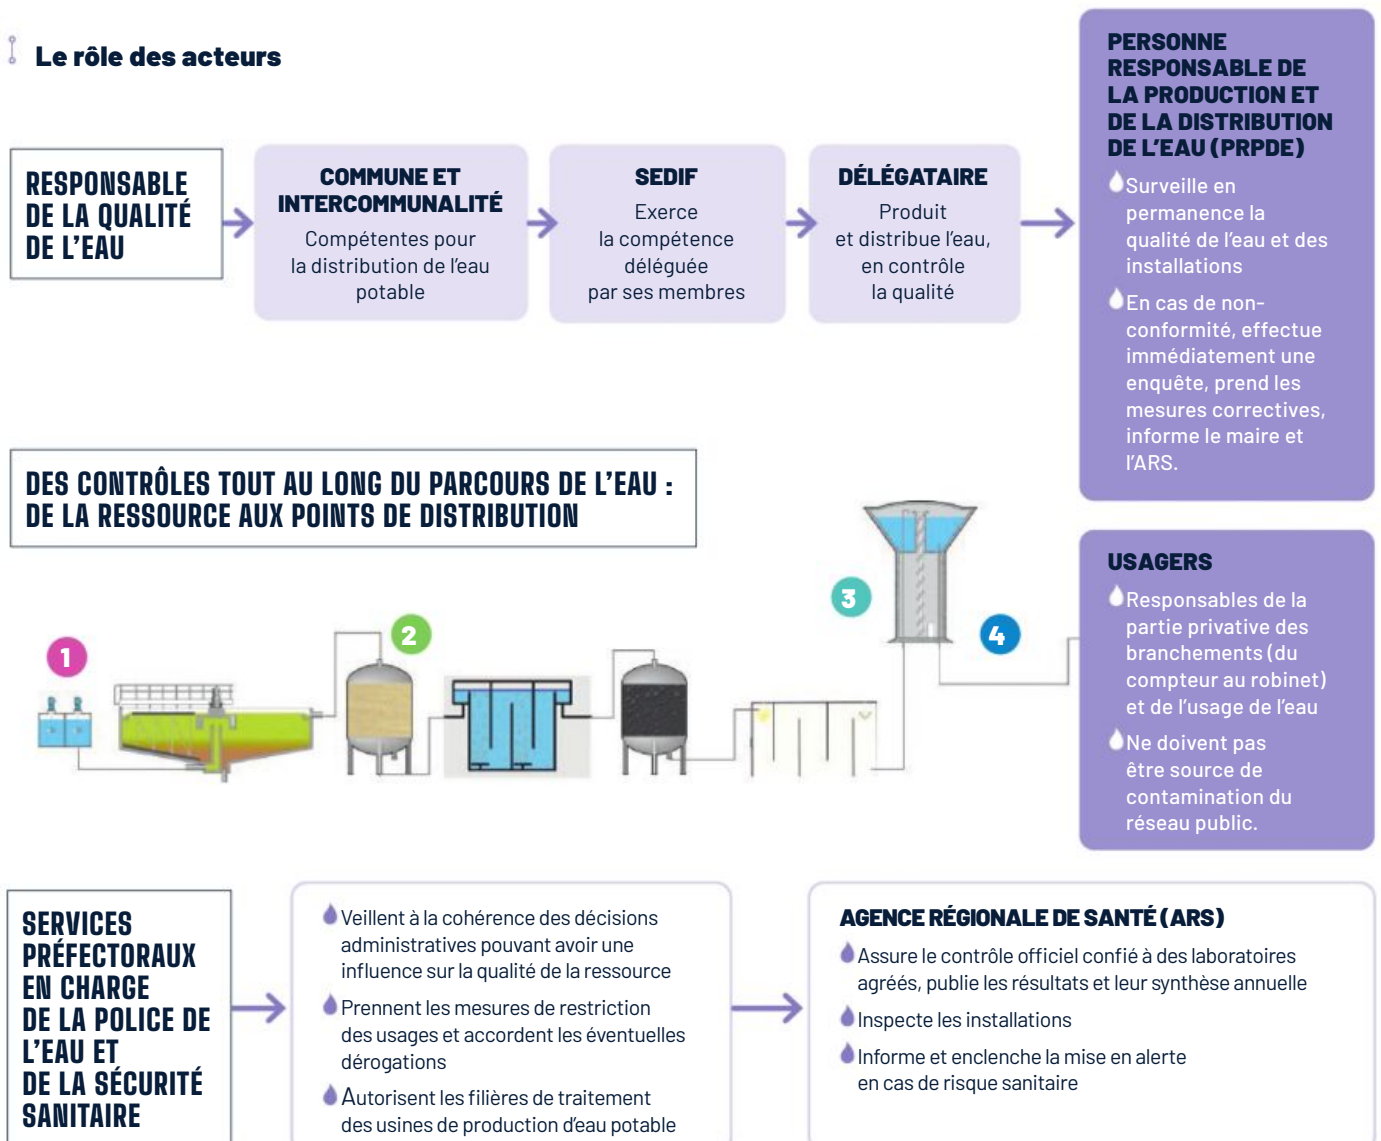 Le rôle des acteurs
RESPONSABLE
DE LA QUALITÉ
DE L'EAU
COMMUNE ET
INTERCOMMUNALITÉ
Compétentes pour
la distribution de l'eau
potable
SEDIF
Exerce
la compétence
déléguée
par ses membres
DÉLÉGATAIRE
Produit
et distribue l'eau,
en contrôle
la qualité
PERSONNE
RESPONSABLE DE
LA PRODUCTION ET
DE LA DISTRIBUTION
DE L'EAU (PRPDE)
Surveille en
permanence la
qualité de l'eau et des
installations
En cas de non-
conformité, effectue
immédiatement une
enquête, prend les
mesures correctives,
informe le maire et
l'ARS.
DES CONTRÔLES TOUT AU LONG DU PARCOURS DE L'EAU :
DE LA RESSOURCE AUX POINTS DE DISTRIBUTION
1
2
3
4
USAGERS
Responsables de la
partie privative des
branchements (du
compteur au robinet)
et de l'usage de l'eau
Ne doivent pas
être source de
contamination du
réseau public.
SERVICES
PRÉFECTORAUX
EN CHARGE
DE LA POLICE DE
L'EAU ET
DE LA SÉCURITÉ
SANITAIRE
Veillent à la cohérence des décisions
administratives pouvant avoir une
influence sur la qualité de la ressource
Prennent les mesures de restriction
des usages et accordent les éventuelles
dérogations
Autorisent les filières de traitement
des usines de production d'eau potable
AGENCE RÉGIONALE DE SANTÉ (ARS)
Assure le contrôle officiel confié à des laboratoires
agréés, publie les résultats et leur synthèse annuelle
Inspecte les installations
Informe et enclenche la mise en alerte
en cas de risque sanitaire